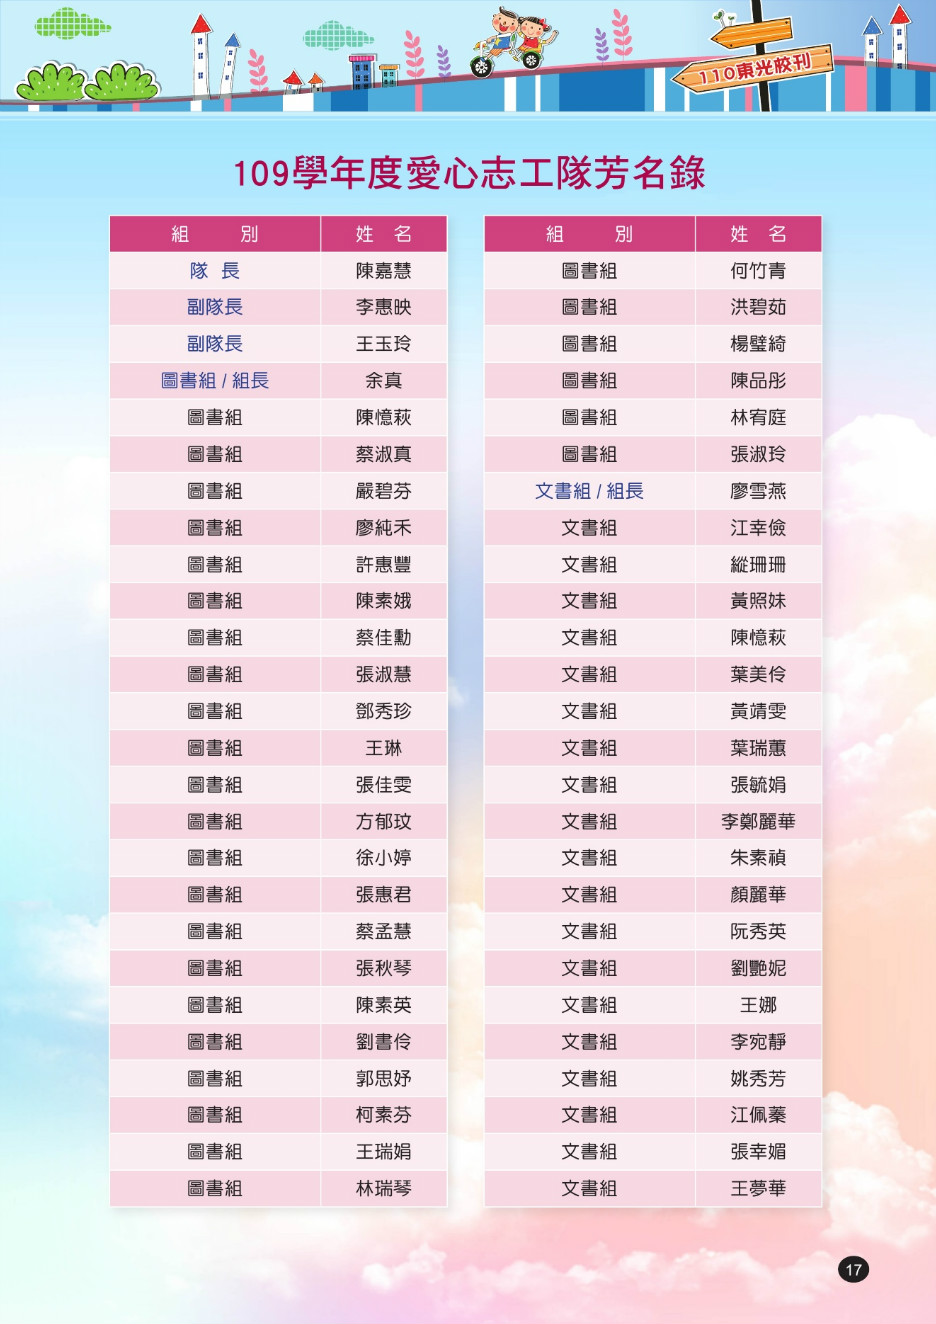 110東光校刊
109學年度愛心志工隊芳名錄
組 別 姓 名
隊 長 陳嘉慧
副隊長 李惠映
副隊長 王玉玲
圖書組 / 組長 余真
圖書組 陳憶萩
圖書組 蔡淑真
圖書組 嚴碧芬
圖書組 廖純禾
圖書組 許惠豐
圖書組 陳素娥
圖書組 蔡佳勳
圖書組 張淑慧
圖書組 鄧秀珍
圖書組 王琳
圖書組 張佳雯
圖書組 方郁玟
圖書組 徐小婷
圖書組 張惠君
圖書組 蔡孟慧
圖書組 張秋琴
圖書組 陳素英
圖書組 劉書伶
圖書組 郭思妤
圖書組 柯素芬
圖書組 王瑞娟
圖書組 林瑞琴
組 別 姓 名
圖書組 何竹青
圖書組 洪碧茹
圖書組 楊璧綺
圖書組 陳品彤
圖書組 林宥庭
圖書組 張淑玲
文書組 / 組長 廖雪燕
文書組 江幸儉
文書組 縱珊珊
文書組 黃照妹
文書組 陳憶萩
文書組 葉美伶
文書組 黃靖雯
文書組 葉瑞蕙
文書組 張毓娟
文書組 李鄭麗華
文書組 朱素禎
文書組 顏麗華
文書組 阮秀英
文書組 劉艷妮
文書組 王娜
文書組 李宛靜
文書組 姚秀芳
文書組 江佩蓁
文書組 張幸媚
文書組 王夢華
17